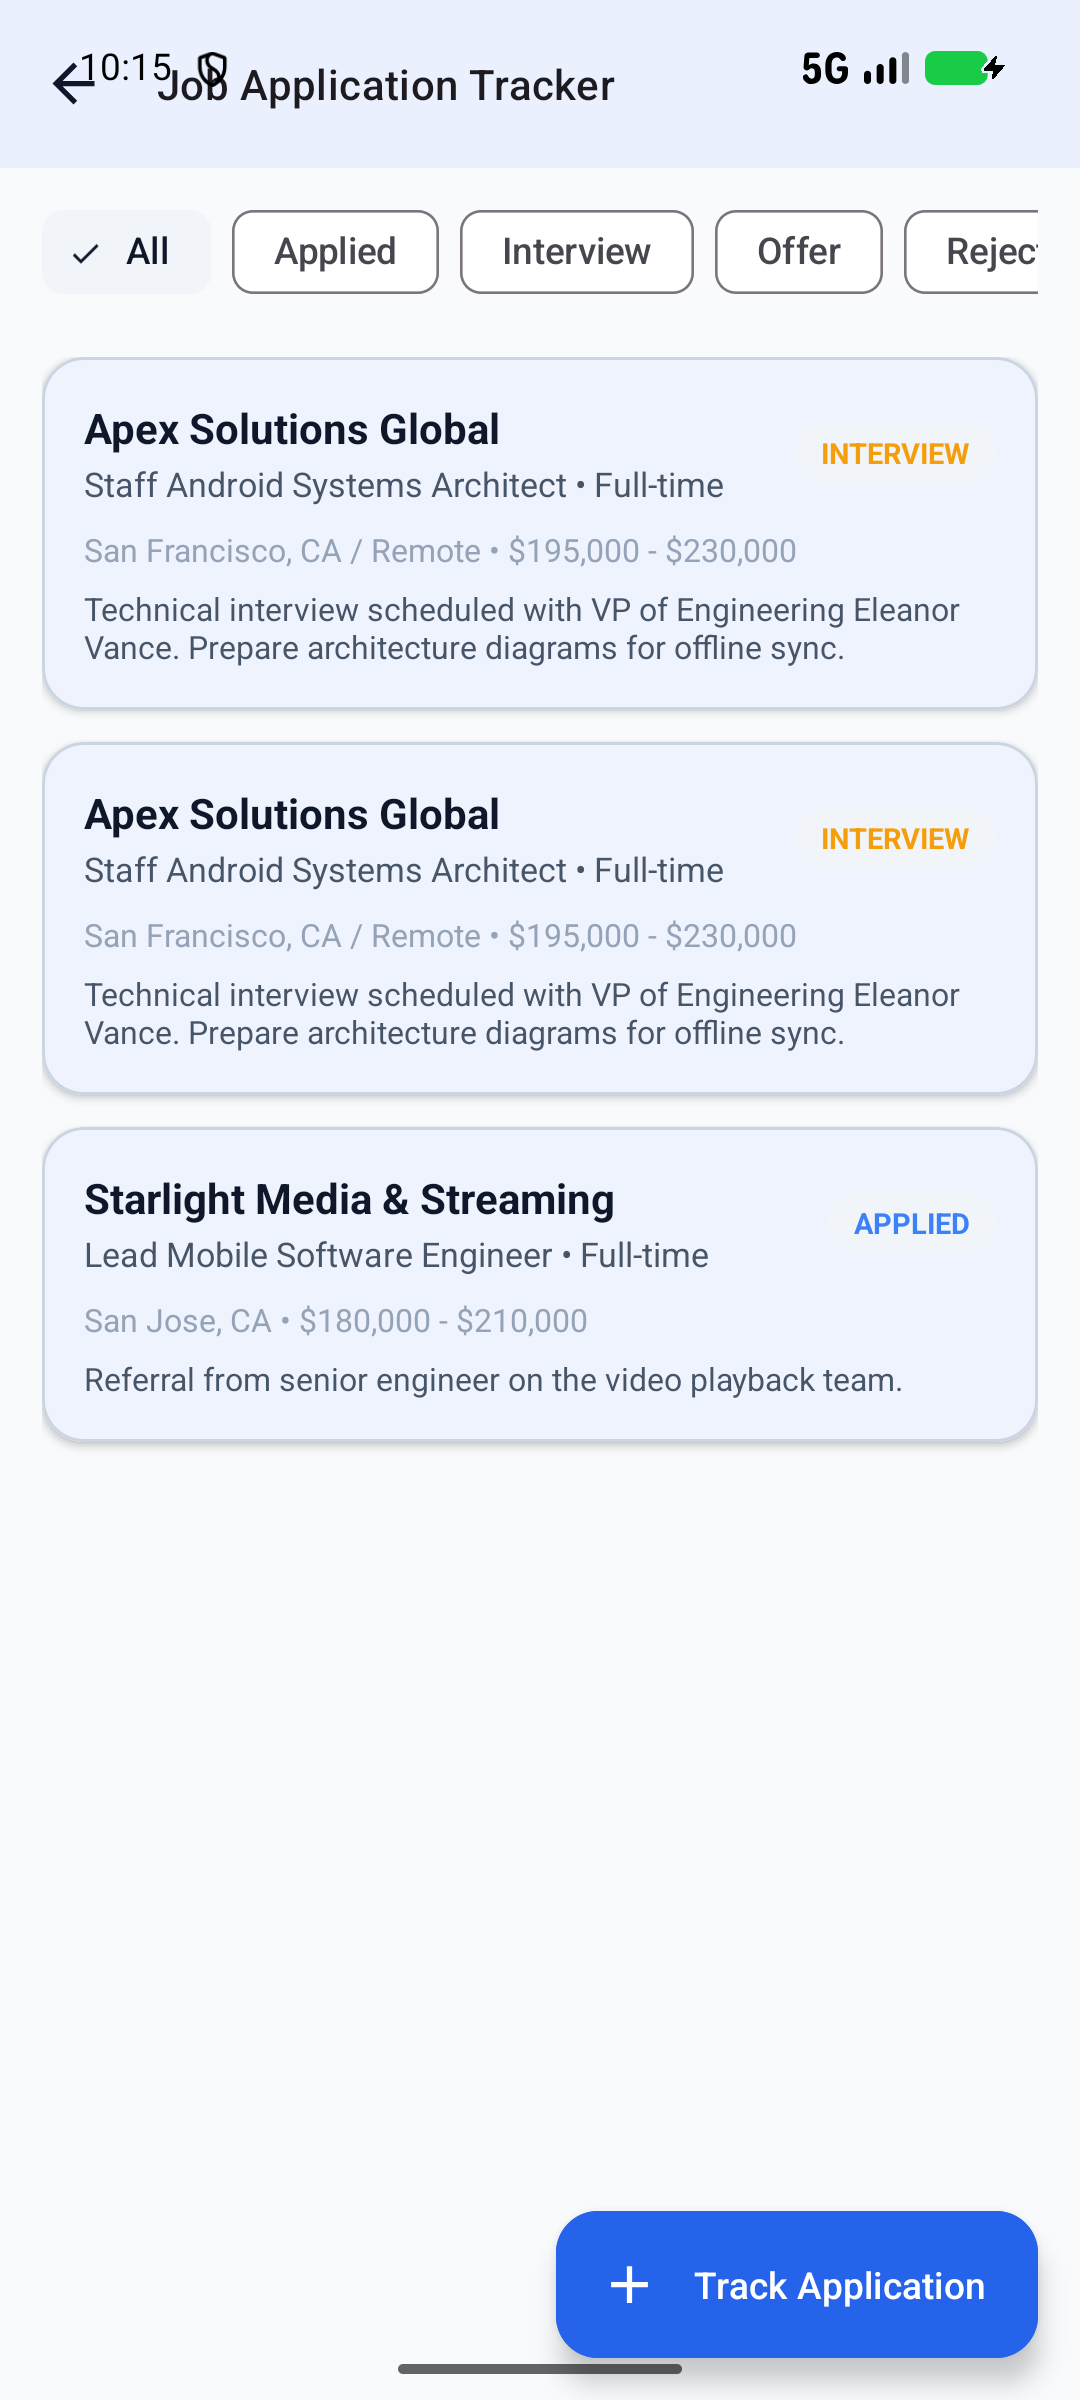 10:15
Job Application Tracker
5G
All
Applied
Interview
Offer
Reject
Apex Solutions Global
INTERVIEW
Staff Android Systems Architect • Full-time
San Francisco, CA / Remote • $195,000 - $230,000
Technical interview scheduled with VP of Engineering Eleanor
Vance. Prepare architecture diagrams for offline sync.
Apex Solutions Global
INTERVIEW
Staff Android Systems Architect • Full-time
San Francisco, CA / Remote • $195,000 - $230,000
Technical interview scheduled with VP of Engineering Eleanor
Vance. Prepare architecture diagrams for offline sync.
Starlight Media & Streaming
APPLIED
Lead Mobile Software Engineer • Full-time
San Jose, CA • $180,000 - $210,000
Referral from senior engineer on the video playback team.
Track Application